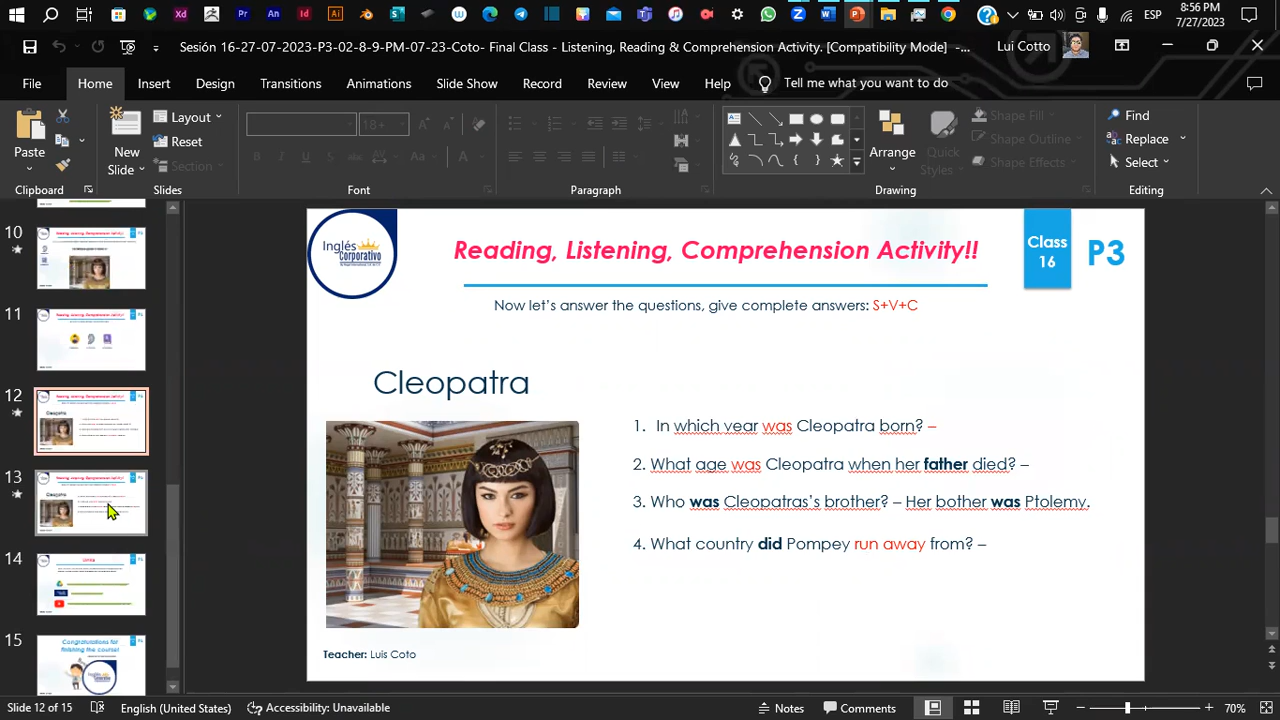 8:56 PM
ESP
7/27/2023
Sesión 16-27-07-2023-P3-02-8-9-PM-07-23-Coto- Final Class - Listening, Reading & Comprehension Activity. [Compatibility Mode] -...
Lui Cotto
File Home Insert Design Transitions Animations Slide Show Record Review View Help Tell me what you want to do
Paste
New Slide
Layout
Reset
Section
18+
Arrange
Quick Styles
Shape Fill
Shape Outline
Shape Effects
Find
Replace
Select
Clipboard Slides Font Paragraph Drawing Editing
10
11
12
13
14
15
Congratulations for
finishing the course!
Inglés
Corporativo
Reading, Listening, Comprehension Activity!!
Class
16
P3
Now let's answer the questions, give complete answers: S+V+C
Cleopatra
1. In which year was Cleopatra born? –
2. What age was Cleopatra when her father died? –
3. Who was Cleopatras's brother? – Her bother was Ptolemy.
4. What country did Pompey run away from? –
Teacher: Luis Coto
Slide 12 of 15 English (United States) Accessibility: Unavailable Notes Comments 70%